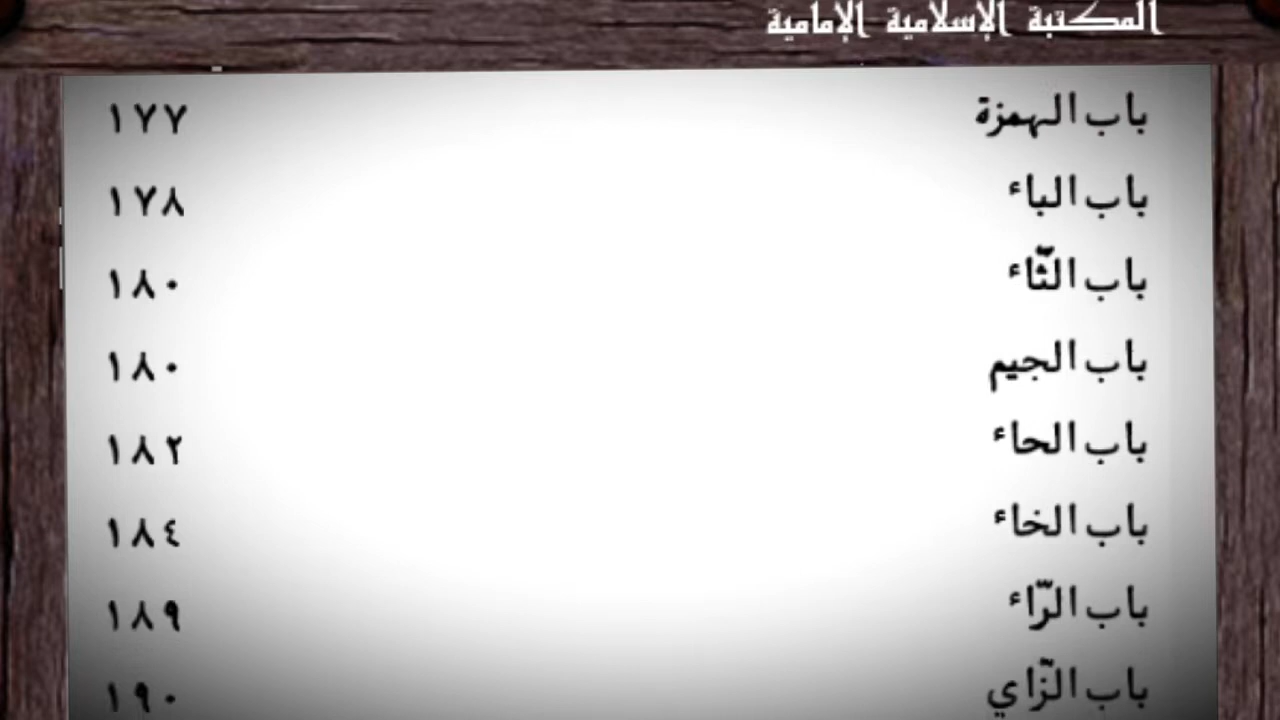 المكتبة الإسلامية الإمامية
باب الهمزة ١٧٧
باب الباء ١٧٨
باب الثّاء ١٨٠
باب الجيم ١٨٠
باب الحاء ١٨٢
باب الخاء ١٨٤
باب الرّاء ١٨٩
باب الزّاي ١٩٠